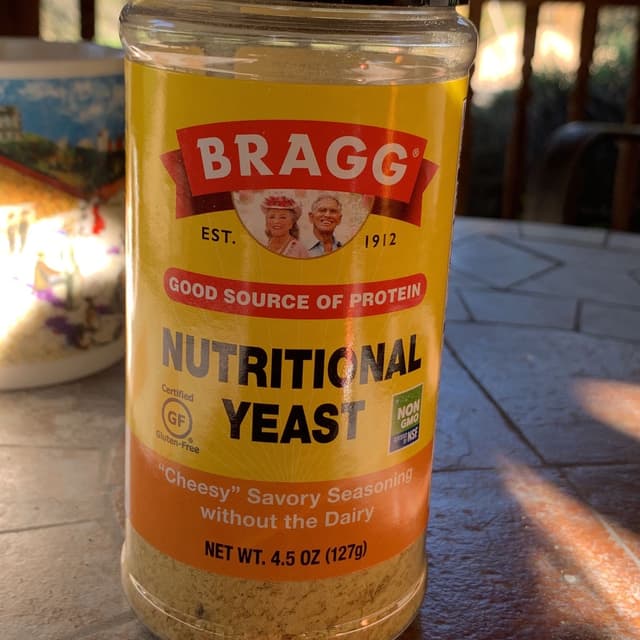 BRAGG®
EST. 1912
GOOD SOURCE OF PROTEIN
NUTRITIONAL
YEAST
Certified
GF
Gluten-Free
NON
GMO
NSF
"Cheesy" Savory Seasoning
without the Dairy
NET WT. 4.5 OZ (127g)